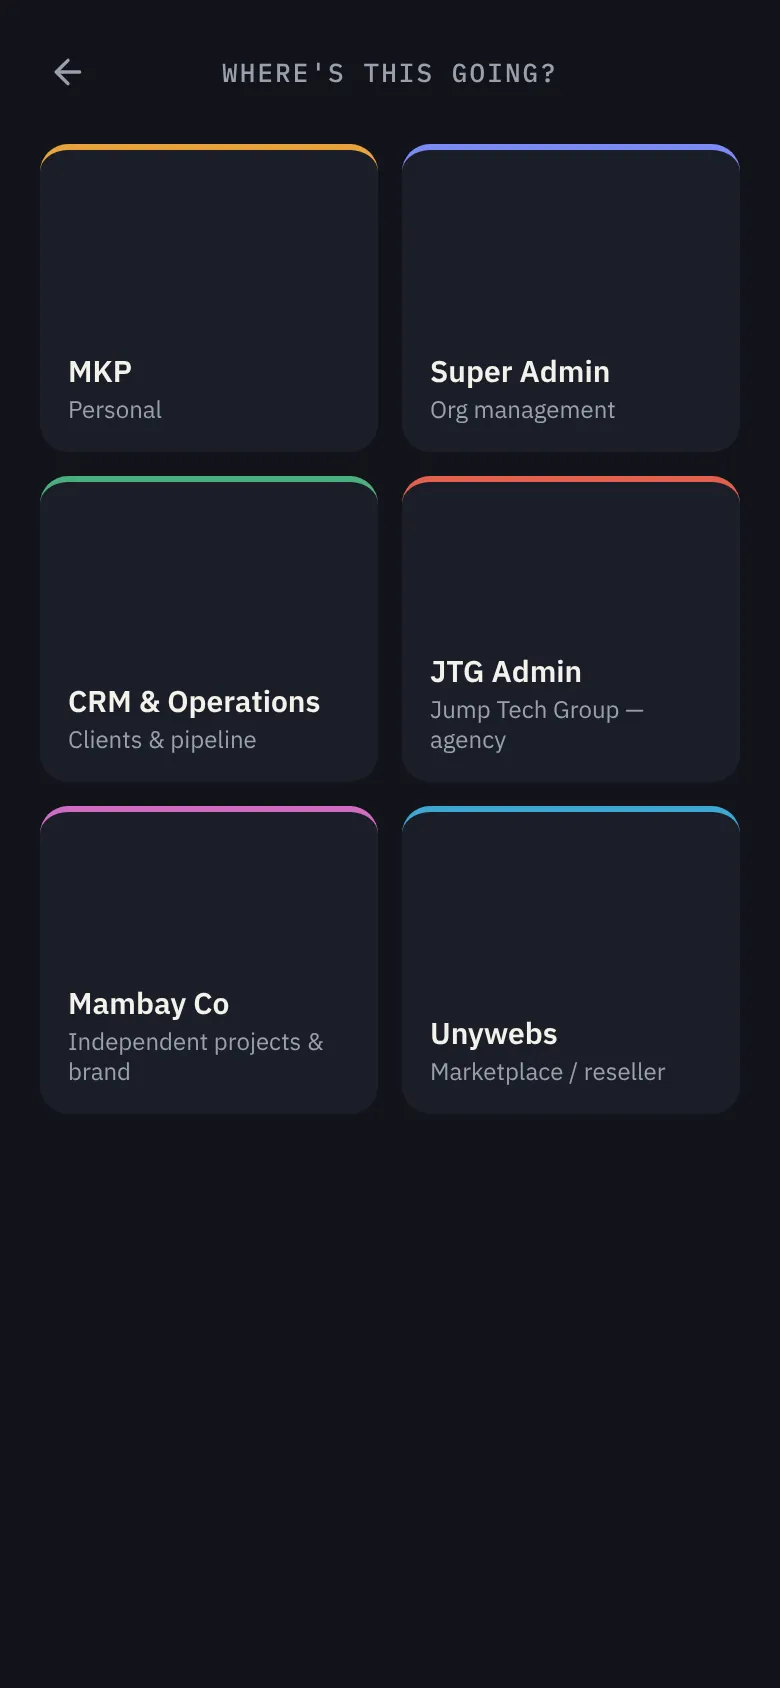 WHERE'S THIS GOING?
MKP
Personal
Super Admin
Org management
CRM & Operations
Clients & pipeline
JTG Admin
Jump Tech Group —
agency
Mambay Co
Independent projects &
brand
Unywebs
Marketplace / reseller